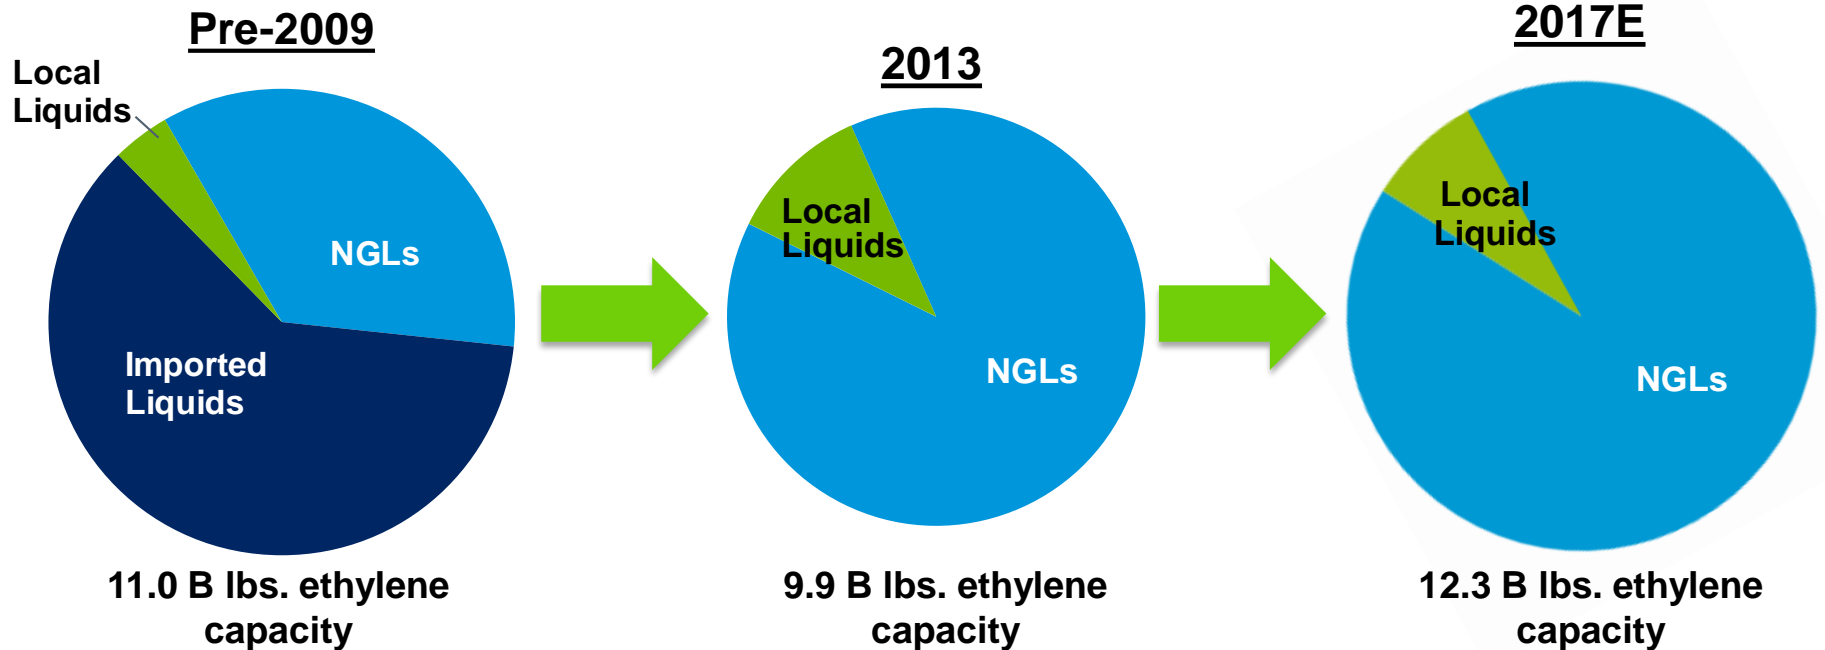 Pre-2009
Local
Liquids
NGLs
Imported
Liquids
11.0 B lbs. ethylene
capacity
2013
Local
Liquids
NGLs
9.9 B lbs. ethylene
capacity
2017E
Local
Liquids
NGLs
12.3 B lbs. ethylene
capacity